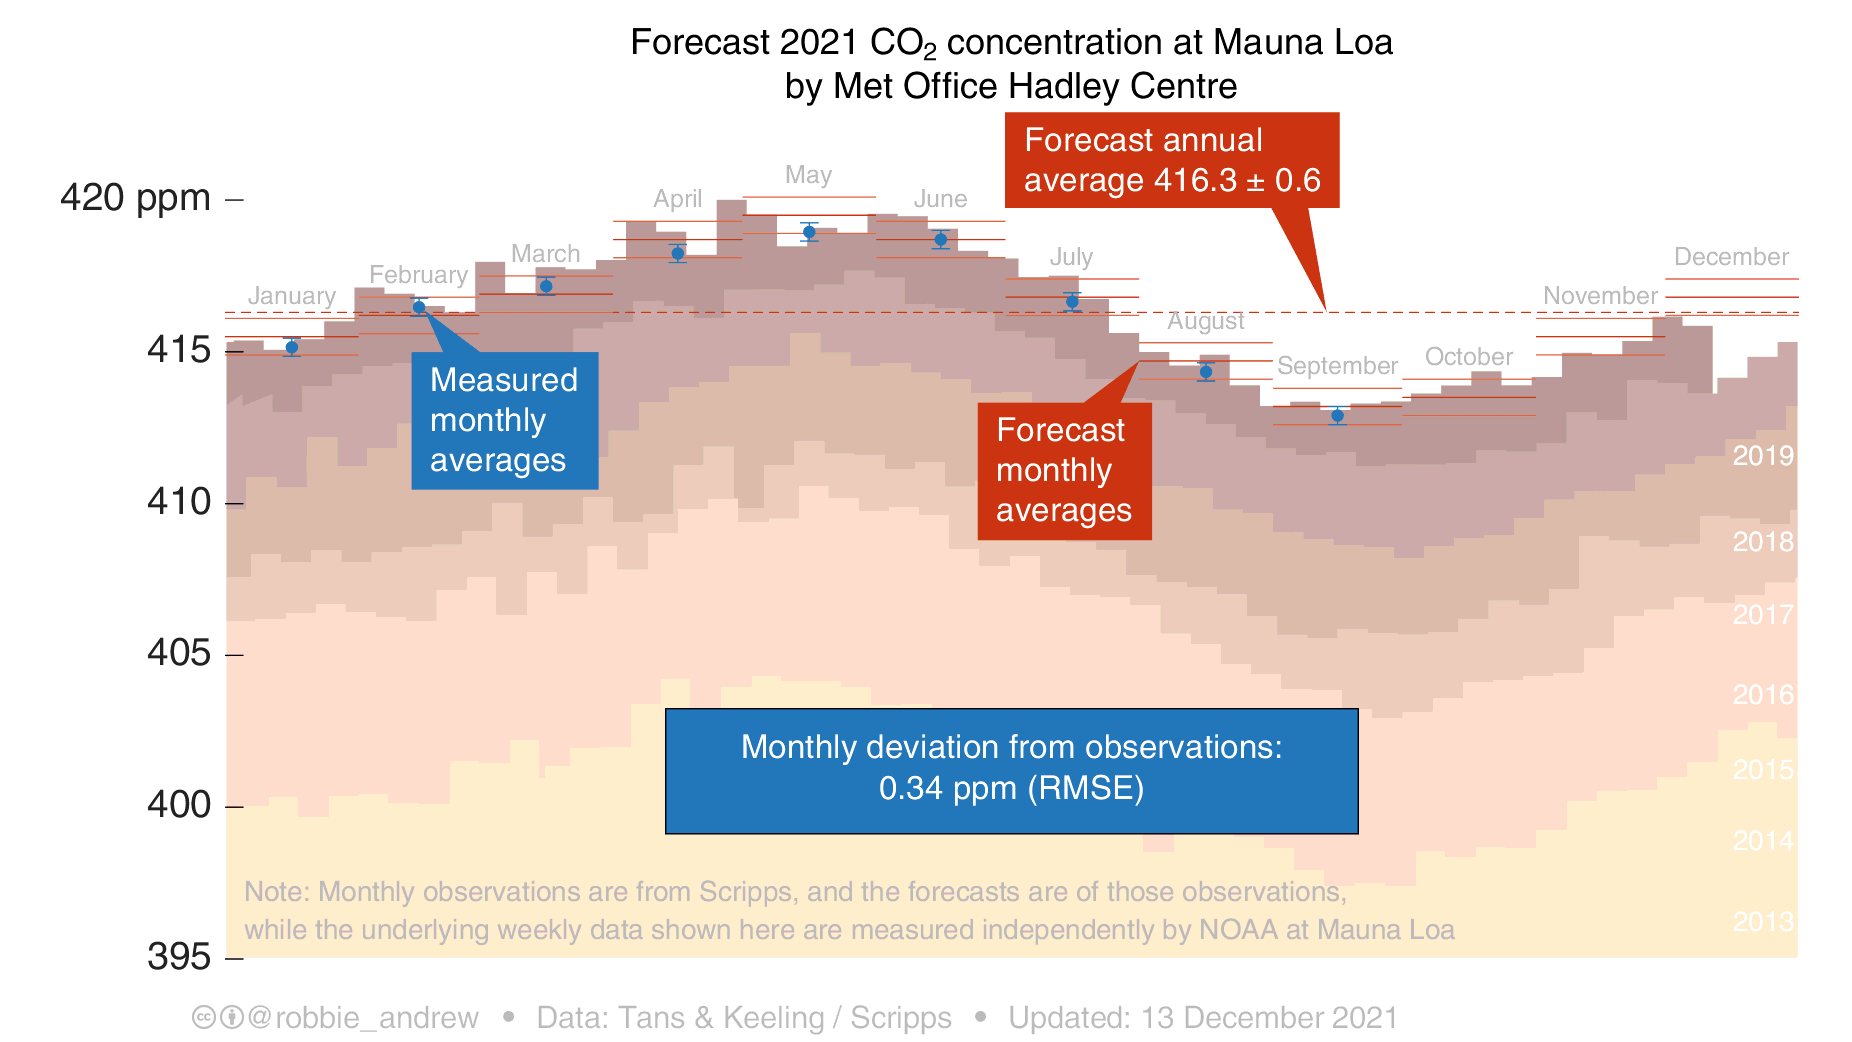 Forecast 2021 CO₂ concentration at Mauna Loa
by Met Office Hadley Centre
Forecast annual
average 416.3 ± 0.6
420 ppm
415
410
405
400
395
January
February
March
April
May
June
July
August
September
October
November
December
Measured
monthly
averages
Forecast
monthly
averages
2019
2018
2017
2016
2015
2014
2013
Monthly deviation from observations:
0.34 ppm (RMSE)
Note: Monthly observations are from Scripps, and the forecasts are of those observations,
while the underlying weekly data shown here are measured independently by NOAA at Mauna Loa
cc @robbie_andrew • Data: Tans & Keeling / Scripps • Updated: 13 December 2021